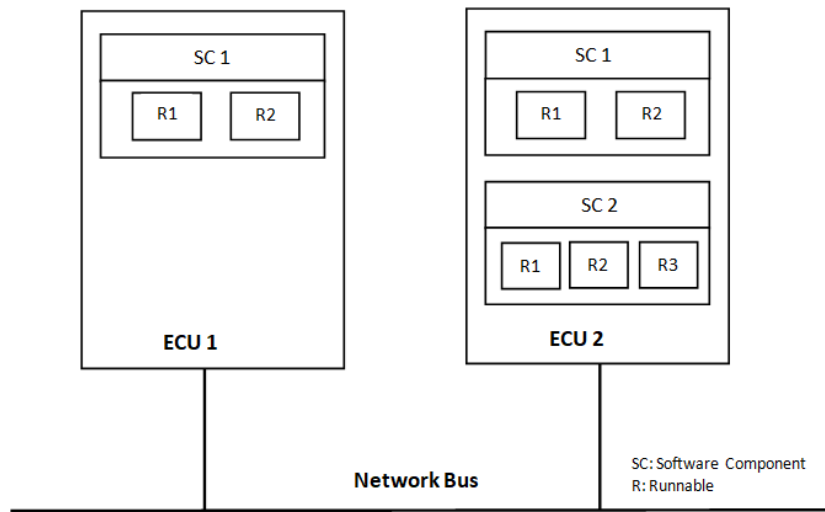 SC 1
R1 R2
ECU 1
SC 1
R1 R2
SC 2
R1 R2 R3
ECU 2
Network Bus
SC: Software Component
R: Runnable